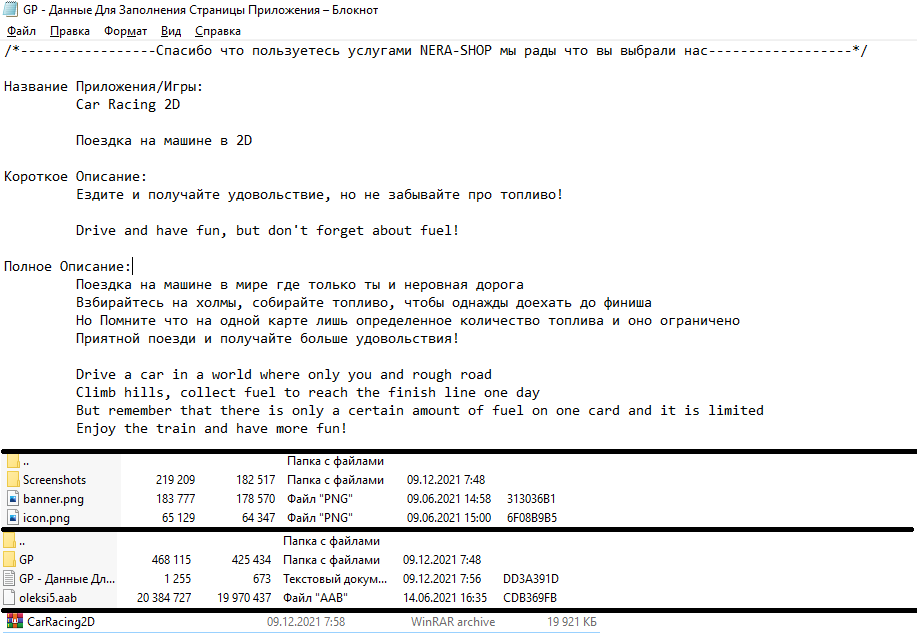 GP - Данные Для Заполнения Страницы Приложения – Блокнот
Файл Правка Формат Вид Справка
/*-----------------Спасибо что пользуетесь услугами NERA-SHOP мы рады что вы выбрали нас------------------*/
Название Приложения/Игры:
Car Racing 2D
Поездка на машине в 2D
Короткое Описание:
Ездите и получайте удовольствие, но не забывайте про топливо!
Drive and have fun, but don't forget about fuel!
Полное Описание:
Поездка на машине в мире где только ты и неровная дорога
Взбирайтесь на холмы, собирайте топливо, чтобы однажды доехать до финиша
Но Помните что на одной карте лишь определенное количество топлива и оно ограничено
Приятной поезди и получайте больше удовольствия!
Drive a car in a world where only you and rough road
Climb hills, collect fuel to reach the finish line one day
But remember that there is only a certain amount of fuel on one card and it is limited
Enjoy the train and have more fun!
.. Папка с файлами
Screenshots 219 209 182 517 Папка с файлами 09.12.2021 7:48
banner.png 183 777 178 570 Файл "PNG" 09.06.2021 14:58 313036B1
icon.png 65 129 64 347 Файл "PNG" 09.06.2021 15:00 6F08B9B5
.. Папка с файлами
GP 468 115 425 434 Папка с файлами 09.12.2021 7:48
GP - Данные Дл... 1 255 673 Текстовый докум... 09.12.2021 7:56 DD3A391D
oleksi5.aab 20 384 727 19 970 437 Файл "AAB" 14.06.2021 16:35 CDB369FB
CarRacing2D 09.12.2021 7:58 WinRAR archive 19 921 КБ